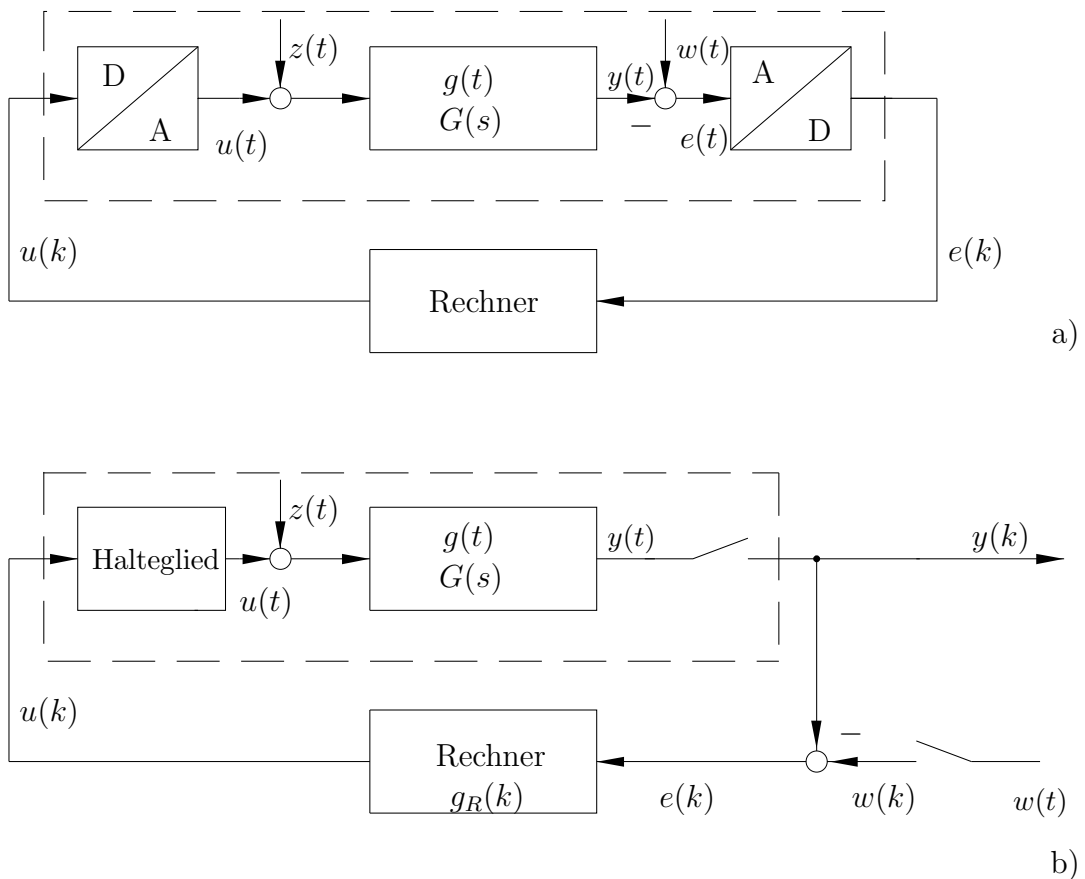 D
A
z(t)
u(t)
g(t)
G(s)
y(t)
−
w(t)
e(t)
A
D
u(k)
e(k)
Rechner
a)
Halteglied
z(t)
u(t)
g(t)
G(s)
y(t)
y(k)
u(k)
Rechner
g_R(k)
e(k)
−
w(k)
w(t)
b)